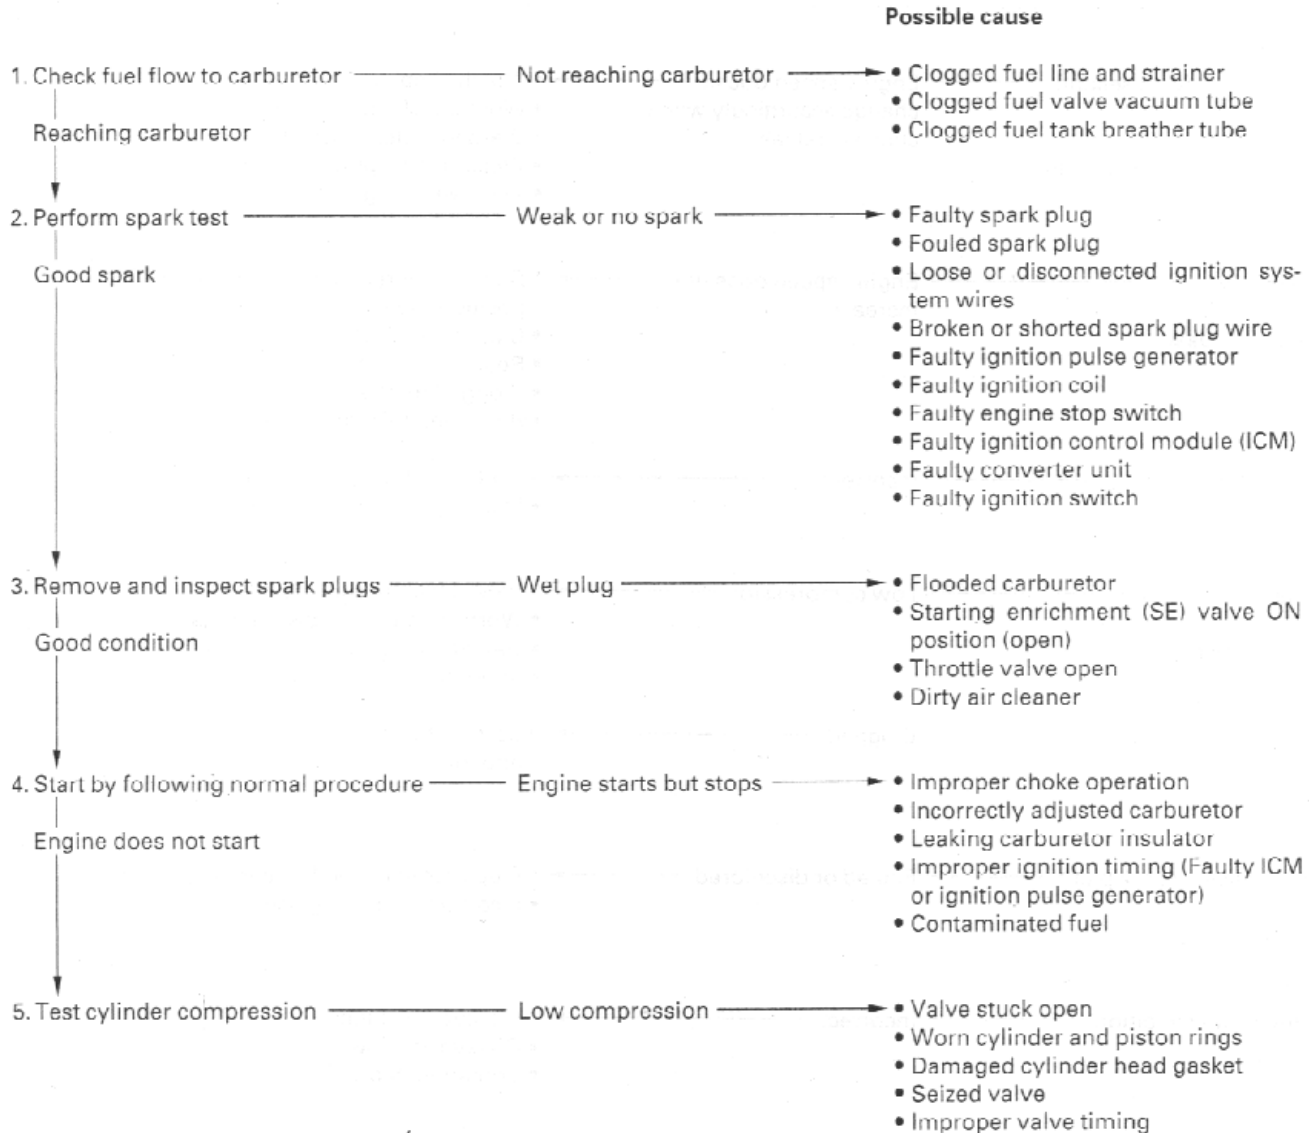 Possible cause
1. Check fuel flow to carburetor Not reaching carburetor • Clogged fuel line and strainer
• Clogged fuel valve vacuum tube
Reaching carburetor • Clogged fuel tank breather tube
2. Perform spark test Weak or no spark • Faulty spark plug
• Fouled spark plug
Good spark • Loose or disconnected ignition sys-
tem wires
• Broken or shorted spark plug wire
• Faulty ignition pulse generator
• Faulty ignition coil
• Faulty engine stop switch
• Faulty ignition control module (ICM)
• Faulty converter unit
• Faulty ignition switch
3. Remove and inspect spark plugs Wet plug • Flooded carburetor
• Starting enrichment (SE) valve ON
Good condition position (open)
• Throttle valve open
• Dirty air cleaner
4. Start by following normal procedure Engine starts but stops • Improper choke operation
• Incorrectly adjusted carburetor
Engine does not start • Leaking carburetor insulator
• Improper ignition timing (Faulty ICM
or ignition pulse generator)
• Contaminated fuel
5. Test cylinder compression Low compression • Valve stuck open
• Worn cylinder and piston rings
• Damaged cylinder head gasket
• Seized valve
• Improper valve timing